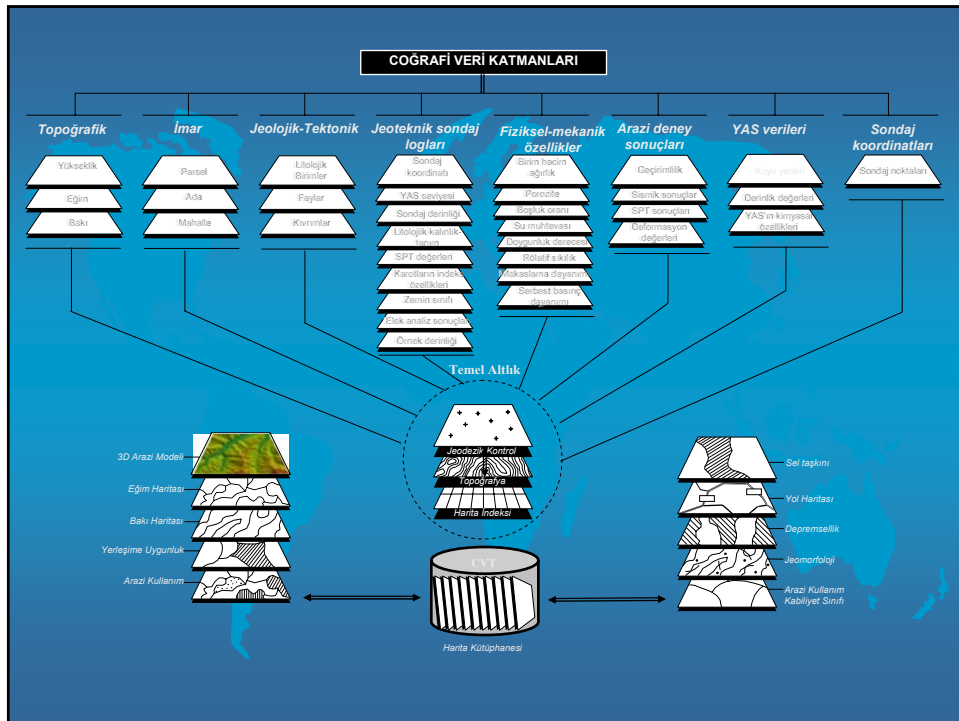 COĞRAFİ VERİ KATMANLARI
Topoğrafik
Yükseklik
Eğim
Bakı
İmar
Parsel
Ada
Mahalle
Jeolojik-Tektonik
Litolojik
Birimler
Faylar
Kıvrımlar
Jeoteknik sondaj
logları
Sondaj
koordinatı
YAS seviyesi
Sondaj derinliği
Litolojik kalınlık-
tanım
SPT değerleri
Karotların indeks
özellikleri
Zemin sınıfı
Elek analiz sonuçları
Örnek derinliği
Fiziksel-mekanik
özellikler
Birim hacim
ağırlık
Porozite
Boşluk oranı
Su muhtevası
Doygunluk derecesi
Rölatif sıkılık
Makaslama dayanımı
Serbest basınç
dayanımı
Arazi deney
sonuçları
Geçirimlilik
Sismik sonuçlar
SPT sonuçları
Deformasyon
değerleri
YAS verileri
Kuyu yerleri
Derinlik değerleri
YAS'ın kimyasal
özellikleri
Sondaj
koordinatları
Sondaj noktaları
Temel Altlık
Jeodezik Kontrol
Topoğrafya
Harita İndeksi
3D Arazi Modeli
Eğim Haritası
Bakı Haritası
Yerleşime Uygunluk
Arazi Kullanım
Sel taşkını
Yol Haritası
Depremsellik
Jeomorfoloji
Arazi Kullanım
Kabiliyet Sınıfı
CVT
Harita Kütüphanesi